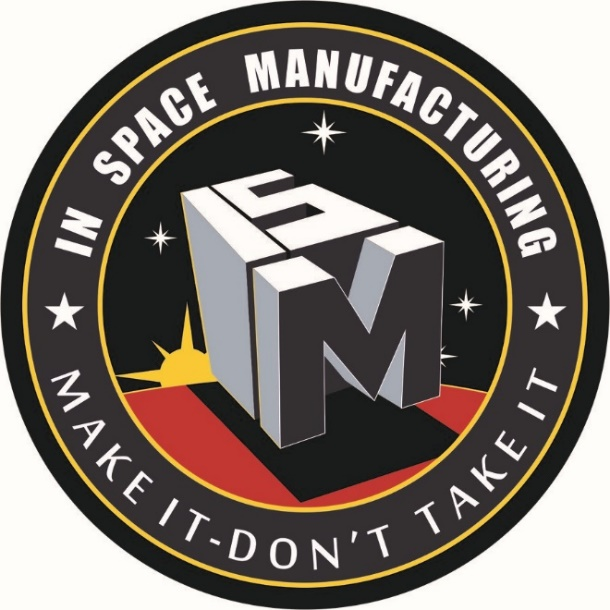 IN SPACE MANUFACTURING
ISM
MAKE IT-DON'T TAKE IT